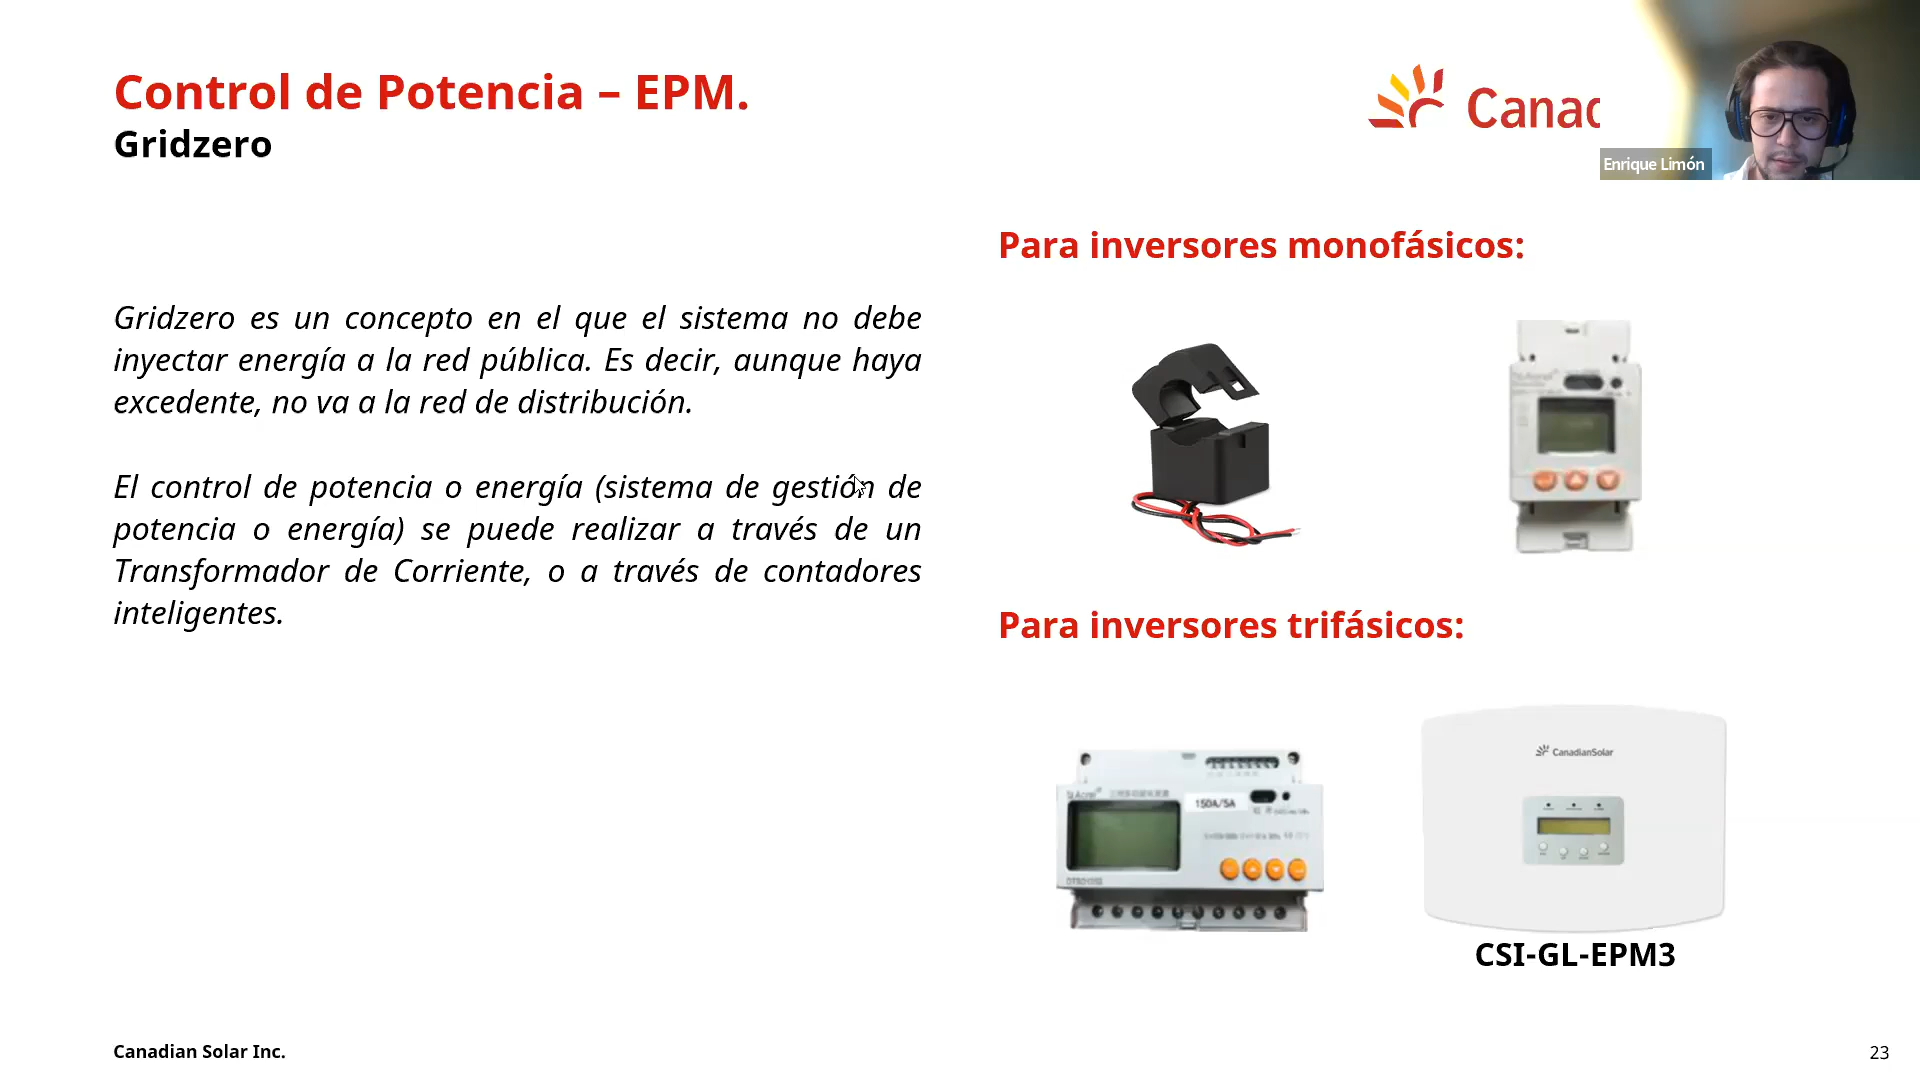 Control de Potencia – EPM.
Gridzero
Canad
Enrique Limón
Gridzero es un concepto en el que el sistema no debe
inyectar energía a la red pública. Es decir, aunque haya
excedente, no va a la red de distribución.
El control de potencia o energía (sistema de gestión de
potencia o energía) se puede realizar a través de un
Transformador de Corriente, o a través de contadores
inteligentes.
Para inversores monofásicos:
Para inversores trifásicos:
Acrel
150A/5A
CanadianSolar
CSI-GL-EPM3
Canadian Solar Inc.
23